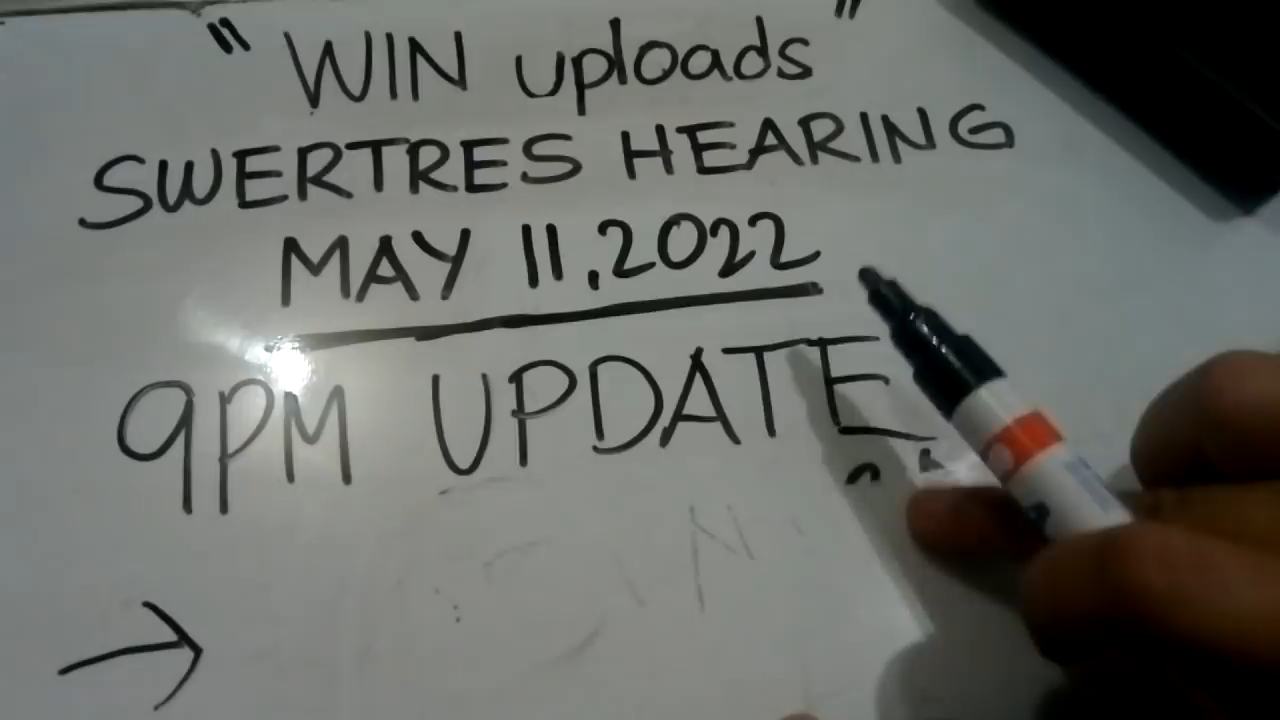 "WIN uploads"
SWERTRES HEARING
MAY 11,2022
9PM UPDATE
→